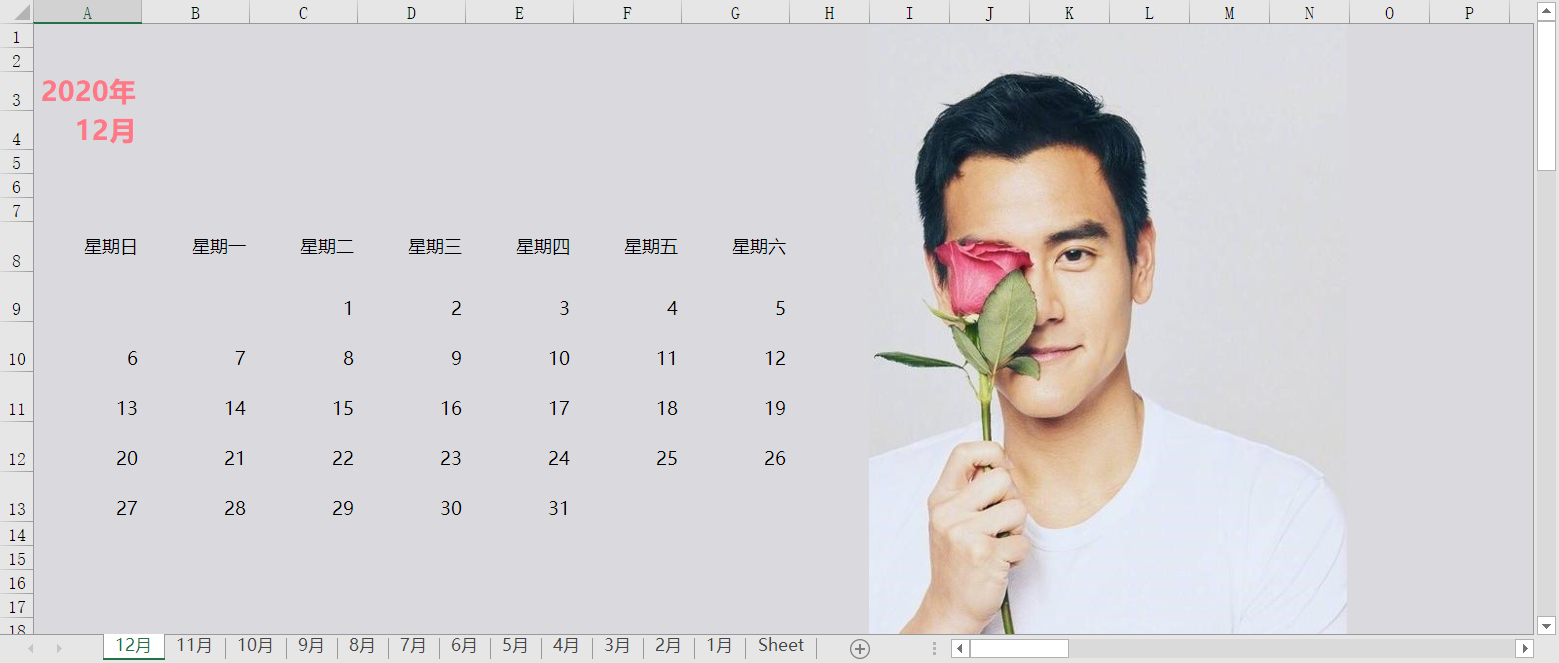 A B C D E F G H I J K L M N O P
1
2
3 2020年
4 12月
5
6
7
8 星期日 星期一 星期二 星期三 星期四 星期五 星期六
9 1 2 3 4 5
10 6 7 8 9 10 11 12
11 13 14 15 16 17 18 19
12 20 21 22 23 24 25 26
13 27 28 29 30 31
14
15
16
17
18
12月 11月 10月 9月 8月 7月 6月 5月 4月 3月 2月 1月 Sheet